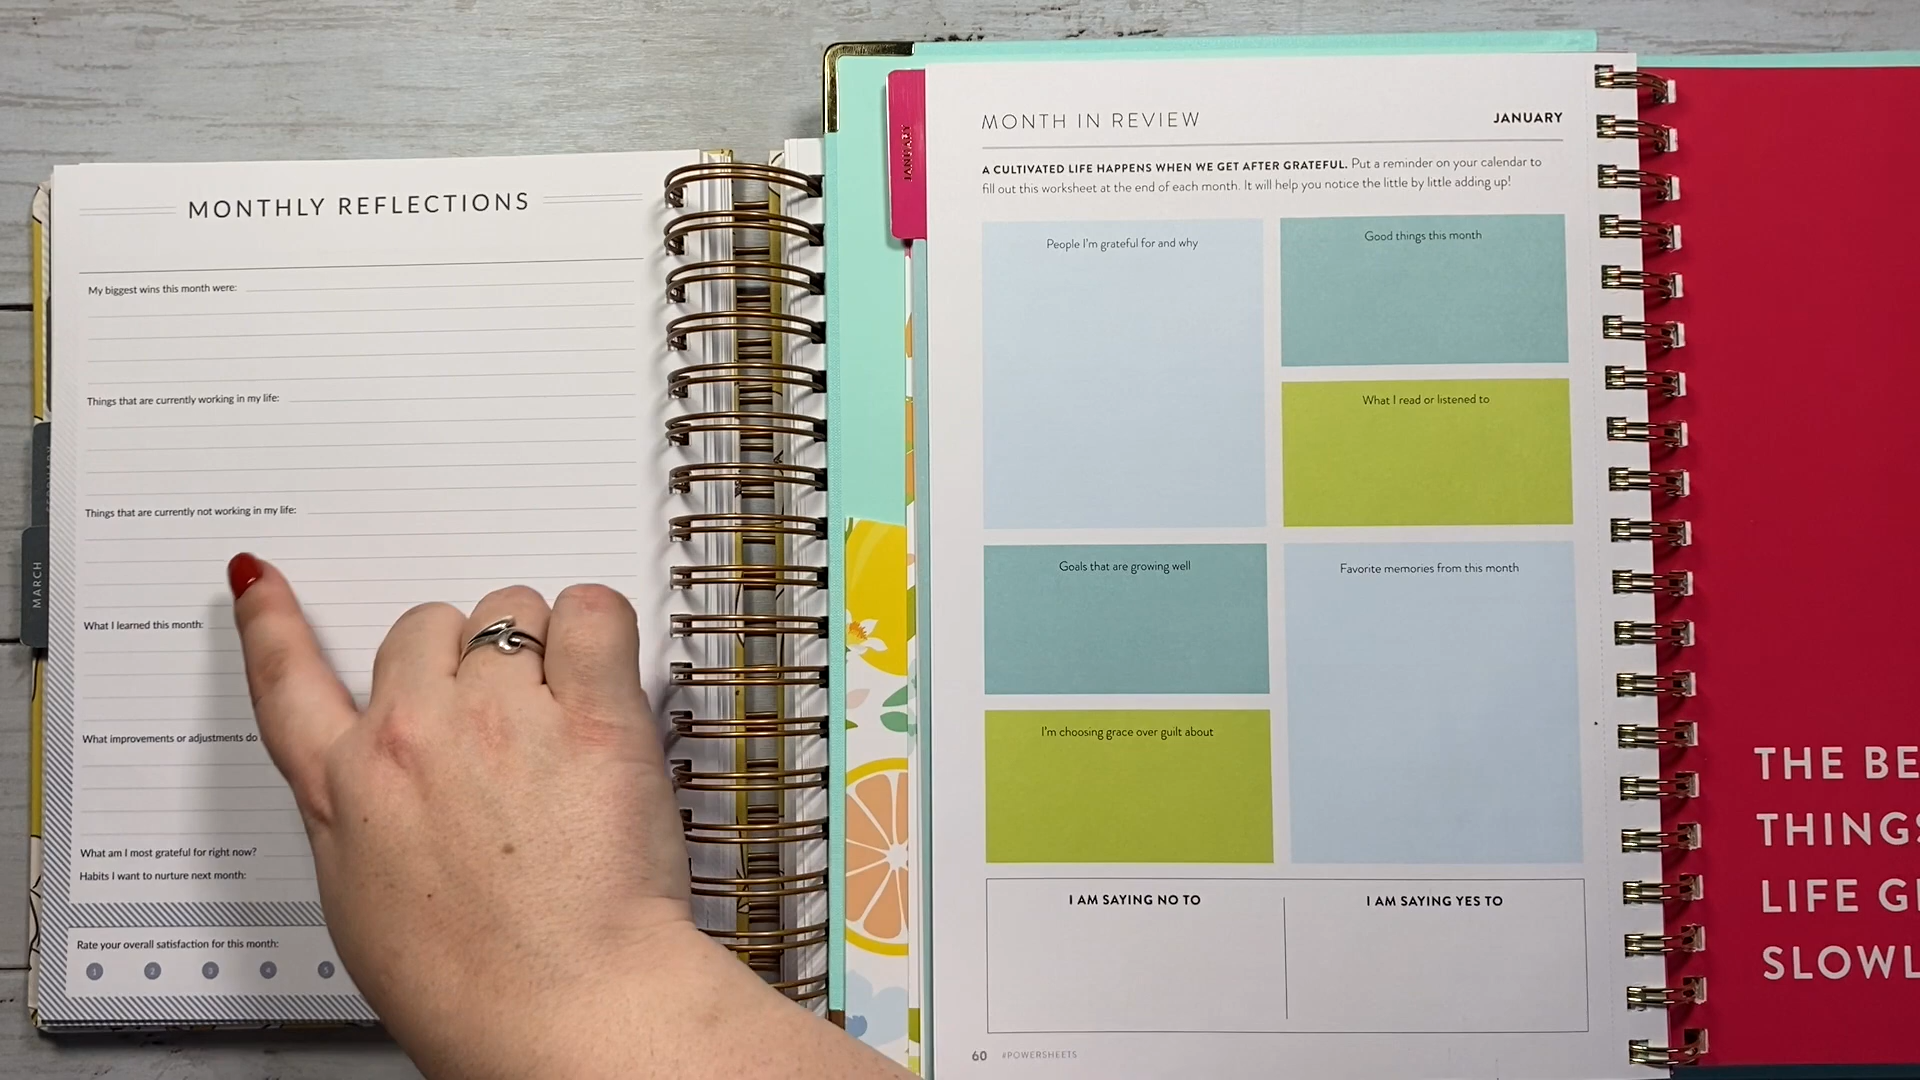 MONTHLY REFLECTIONS
My biggest wins this month were:
Things that are currently working in my life:
Things that are currently not working in my life:
What I learned this month:
What improvements or adjustments do
What am I most grateful for right now?
Habits I want to nurture next month:
Rate your overall satisfaction for this month:
1 2 3 4 5
MARCH
JANUARY
MONTH IN REVIEW JANUARY
A CULTIVATED LIFE HAPPENS WHEN WE GET AFTER GRATEFUL. Put a reminder on your calendar to
fill out this worksheet at the end of each month. It will help you notice the little by little adding up!
People I'm grateful for and why
Good things this month
What I read or listened to
Goals that are growing well
Favorite memories from this month
I'm choosing grace over guilt about
I AM SAYING NO TO
I AM SAYING YES TO
60 #POWERSHEETS
THE BE
THINGS
LIFE G
SLOWL